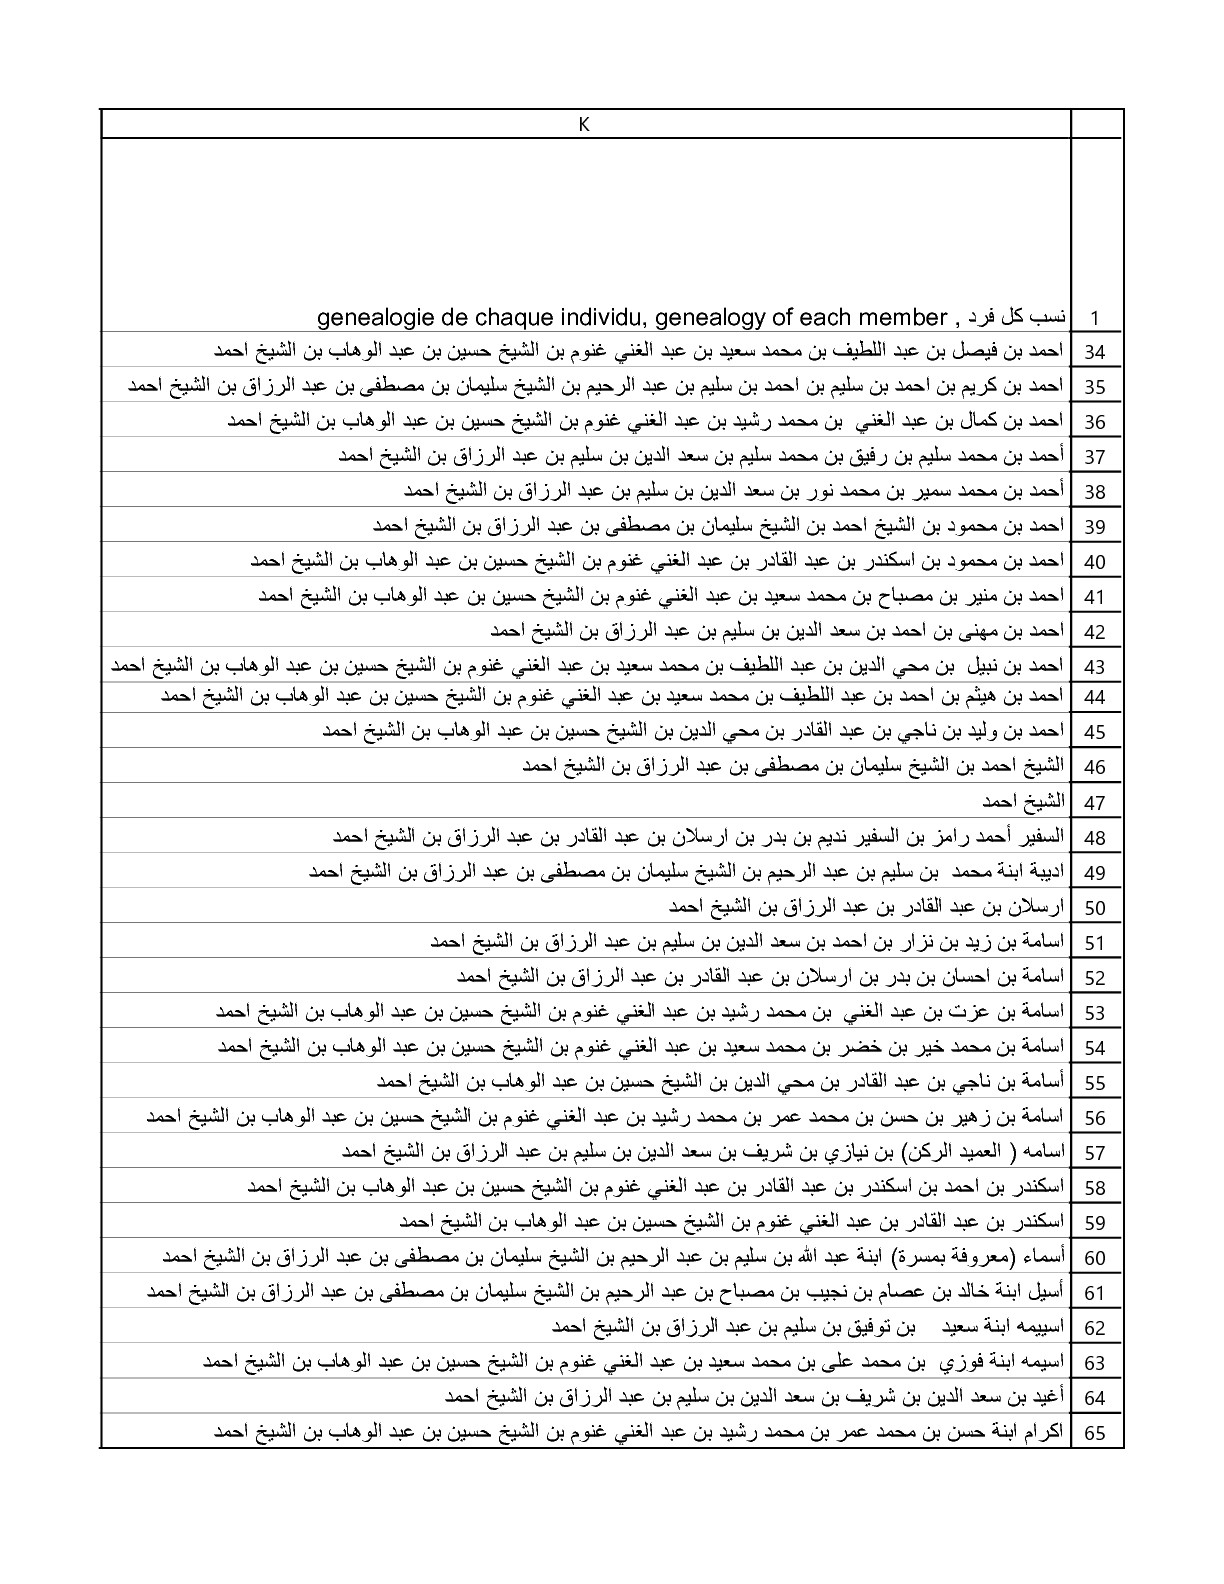 K
1 نسب كل فرد , genealogie de chaque individu, genealogy of each member
34 احمد بن فيصل بن عبد اللطيف بن محمد سعيد بن عبد الغني غنوم بن الشيخ حسين بن عبد الوهاب بن الشيخ احمد
35 احمد بن كريم بن احمد بن سليم بن احمد بن سليم بن عبد الرحيم بن الشيخ سليمان بن مصطفى بن عبد الرزاق بن الشيخ احمد
36 احمد بن كمال بن عبد الغني  بن محمد رشيد بن عبد الغني غنوم بن الشيخ حسين بن عبد الوهاب بن الشيخ احمد
37 أحمد بن محمد سليم بن رفيق بن محمد سليم بن سعد الدين بن سليم بن عبد الرزاق بن الشيخ احمد
38 أحمد بن محمد سمير بن محمد نور بن سعد الدين بن سليم بن عبد الرزاق بن الشيخ احمد
39 احمد بن محمود بن الشيخ احمد بن الشيخ سليمان بن مصطفى بن عبد الرزاق بن الشيخ احمد
40 احمد بن محمود بن اسكندر بن عبد القادر بن عبد الغني غنوم بن الشيخ حسين بن عبد الوهاب بن الشيخ احمد
41 احمد بن منير بن مصباح بن محمد سعيد بن عبد الغني غنوم بن الشيخ حسين بن عبد الوهاب بن الشيخ احمد
42 احمد بن مهنى بن احمد بن سعد الدين بن سليم بن عبد الرزاق بن الشيخ احمد
43 احمد بن نبيل  بن محي الدين بن عبد اللطيف بن محمد سعيد بن عبد الغني غنوم بن الشيخ حسين بن عبد الوهاب بن الشيخ احمد
44 احمد بن هيثم بن احمد بن عبد اللطيف بن محمد سعيد بن عبد الغني غنوم بن الشيخ حسين بن عبد الوهاب بن الشيخ احمد
45 احمد بن وليد بن ناجي بن عبد القادر بن محي الدين بن الشيخ حسين بن عبد الوهاب بن الشيخ احمد
46 الشيخ احمد بن الشيخ سليمان بن مصطفى بن عبد الرزاق بن الشيخ احمد
47 الشيخ احمد
48 السفير أحمد رامز بن السفير نديم بن بدر بن ارسلان بن عبد القادر بن عبد الرزاق بن الشيخ احمد
49 اديبة ابنة محمد  بن سليم بن عبد الرحيم بن الشيخ سليمان بن مصطفى بن عبد الرزاق بن الشيخ احمد
50 ارسلان بن عبد القادر بن عبد الرزاق بن الشيخ احمد
51 اسامة بن زيد بن نزار بن احمد بن سعد الدين بن سليم بن عبد الرزاق بن الشيخ احمد
52 اسامة بن احسان بن بدر بن ارسلان بن عبد القادر بن عبد الرزاق بن الشيخ احمد
53 اسامة بن عزت بن عبد الغني  بن محمد رشيد بن عبد الغني غنوم بن الشيخ حسين بن عبد الوهاب بن الشيخ احمد
54 اسامة بن محمد خير بن خضر بن محمد سعيد بن عبد الغني غنوم بن الشيخ حسين بن عبد الوهاب بن الشيخ احمد
55 أسامة بن ناجي بن عبد القادر بن محي الدين بن الشيخ حسين بن عبد الوهاب بن الشيخ احمد
56 اسامة بن زهير بن حسن بن محمد عمر بن محمد رشيد بن عبد الغني غنوم بن الشيخ حسين بن عبد الوهاب بن الشيخ احمد
57 اسامه ( العميد الركن) بن نيازي بن شريف بن سعد الدين بن سليم بن عبد الرزاق بن الشيخ احمد
58 اسكندر بن احمد بن اسكندر بن عبد القادر بن عبد الغني غنوم بن الشيخ حسين بن عبد الوهاب بن الشيخ احمد
59 اسكندر بن عبد القادر بن عبد الغني غنوم بن الشيخ حسين بن عبد الوهاب بن الشيخ احمد
60 أسماء (معروفة بمسرة) ابنة عبد الله بن سليم بن عبد الرحيم بن الشيخ سليمان بن مصطفى بن عبد الرزاق بن الشيخ احمد
61 أسيل ابنة خالد بن عصام بن نجيب بن مصباح بن عبد الرحيم بن الشيخ سليمان بن مصطفى بن عبد الرزاق بن الشيخ احمد
62 اسييمه ابنة سعيد    بن توفيق بن سليم بن عبد الرزاق بن الشيخ احمد
63 اسيمه ابنة فوزي  بن محمد على بن محمد سعيد بن عبد الغني غنوم بن الشيخ حسين بن عبد الوهاب بن الشيخ احمد
64 أغيد بن سعد الدين بن شريف بن سعد الدين بن سليم بن عبد الرزاق بن الشيخ احمد
65 اكرام ابنة حسن بن محمد عمر بن محمد رشيد بن عبد الغني غنوم بن الشيخ حسين بن عبد الوهاب بن الشيخ احمد